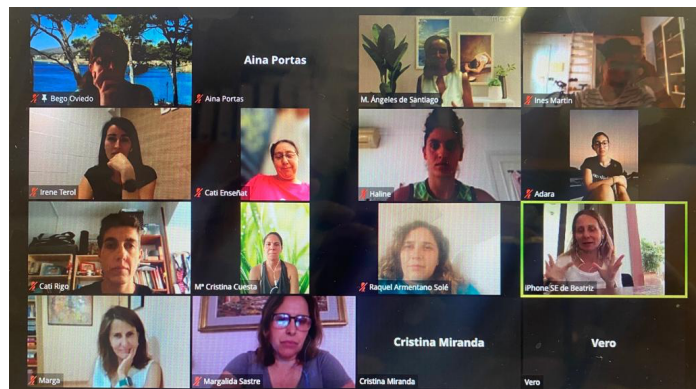 Bego Oviedo
Aina Portas
Aina Portas
M. Ángeles de Santiago
Ines Martín
Irene Terol
Cati Enseñat
Haline
Adara
Cati Rigo
Mª Cristina Cuesta
Raquel Armentano Solé
iPhone SE de Beatriz
Marga
Margalida Sastre
Cristina Miranda
Cristina Miranda
Vero
Vero